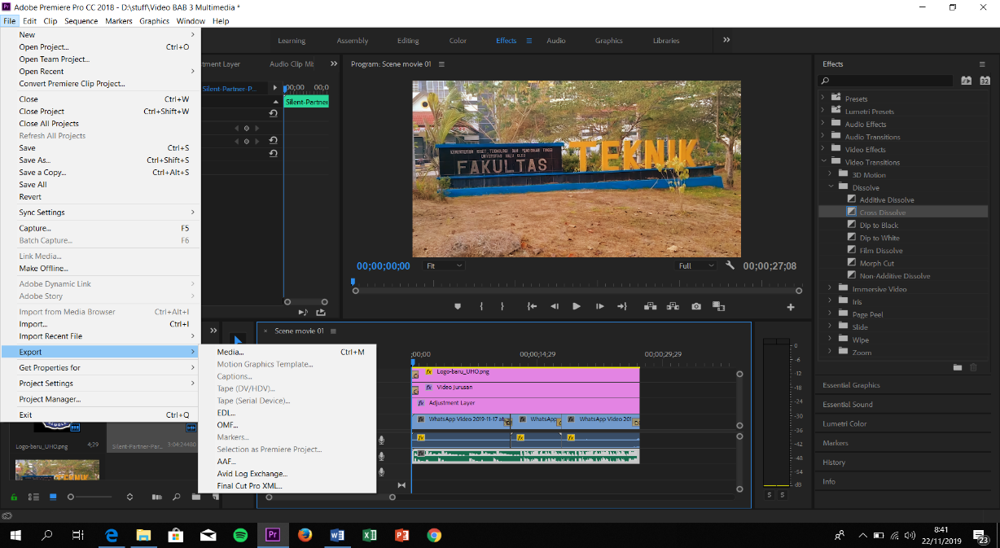 Adobe Premiere Pro CC 2018 - D:\stuff\Video BAB 3 Multimedia *
File Edit Clip Sequence Markers Graphics Window Help
New
Open Project... Ctrl+O
Open Team Project...
Open Recent
Convert Premiere Clip Project...
Close Ctrl+W
Close Project Ctrl+Shift+W
Close All Projects
Refresh All Projects
Save Ctrl+S
Save As... Ctrl+Shift+S
Save a Copy... Ctrl+Alt+S
Save All
Revert
Sync Settings
Capture... F5
Batch Capture... F6
Link Media...
Make Offline...
Adobe Dynamic Link
Adobe Story
Import from Media Browser Ctrl+Alt+I
Import... Ctrl+I
Import Recent File
Export
Get Properties for
Project Settings
Project Manager...
Exit Ctrl+Q
Media... Ctrl+M
Motion Graphics Template...
Captions...
Tape (DV/HDV)...
Tape (Serial Device)...
EDL...
OMF...
Markers...
Selection as Premiere Project...
AAF...
Avid Log Exchange...
Final Cut Pro XML...
Learning Assembly Editing Color Effects Audio Graphics Libraries
tment Layer Audio Clip Mi
Silent-Partner-P... 00;00 00;0
Silent-Partner
Program: Scene movie 01
KEMENTERIAN RISET, TEKNOLOGI DAN PENDIDIKAN TINGGI
UNIVERSITAS HALU OLEO
FAKULTAS TEKNIK
00;00;00;00 Fit Full 00;00;27;08
Scene movie 01
;00;00 00;00;14;29 00;00;29;29
Logo-baru_UHO.png
Video Jurusan
Adjustment Layer
WhatsApp Video 2019-11-17 at WhatsApp WhatsApp Video 201
Logo-baru_UHO.png 4;29 Silent-Partner-Par... 3:04:24480
0
-6
-12
-18
-24
-30
-36
-42
-48
-54
dB
S S
Effects
Presets
Lumetri Presets
Audio Effects
Audio Transitions
Video Effects
Video Transitions
3D Motion
Dissolve
Additive Dissolve
Cross Dissolve
Dip to Black
Dip to White
Film Dissolve
Morph Cut
Non-Additive Dissolve
Immersive Video
Iris
Page Peel
Slide
Wipe
Zoom
Essential Graphics
Essential Sound
Lumetri Color
Markers
History
Info
8:41
22/11/2019
23